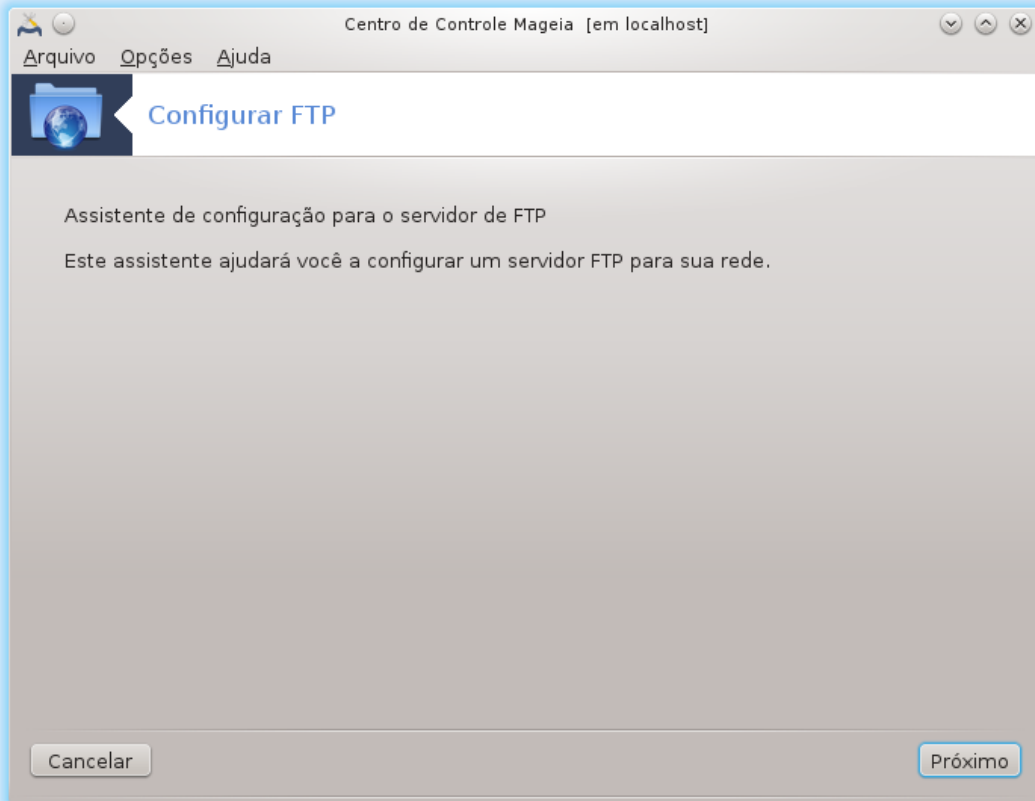 Centro de Controle Mageia [em localhost]
Arquivo Opções Ajuda
Configurar FTP
Assistente de configuração para o servidor de FTP
Este assistente ajudará você a configurar um servidor FTP para sua rede.
Cancelar Próximo